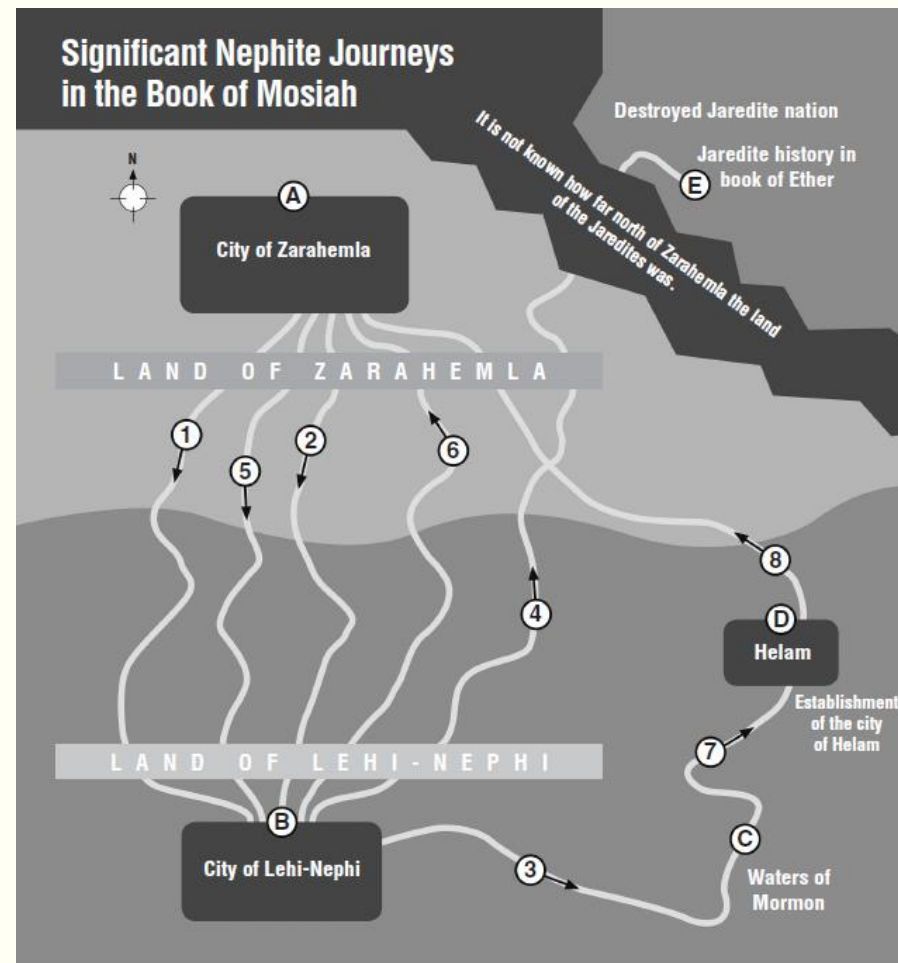 Significant Nephite Journeys
in the Book of Mosiah
Destroyed Jaredite nation
It is not known how far north of Zarahemla the land
of the Jaredites was.
Jaredite history in
book of Ether
E
N
A
City of Zarahemla
LAND OF ZARAHEMLA
1
5
2
6
4
8
D
Helam
Establishment
of the city
of Helam
7
LAND OF LEHI-NEPHI
B
City of Lehi-Nephi
3
C
Waters of
Mormon